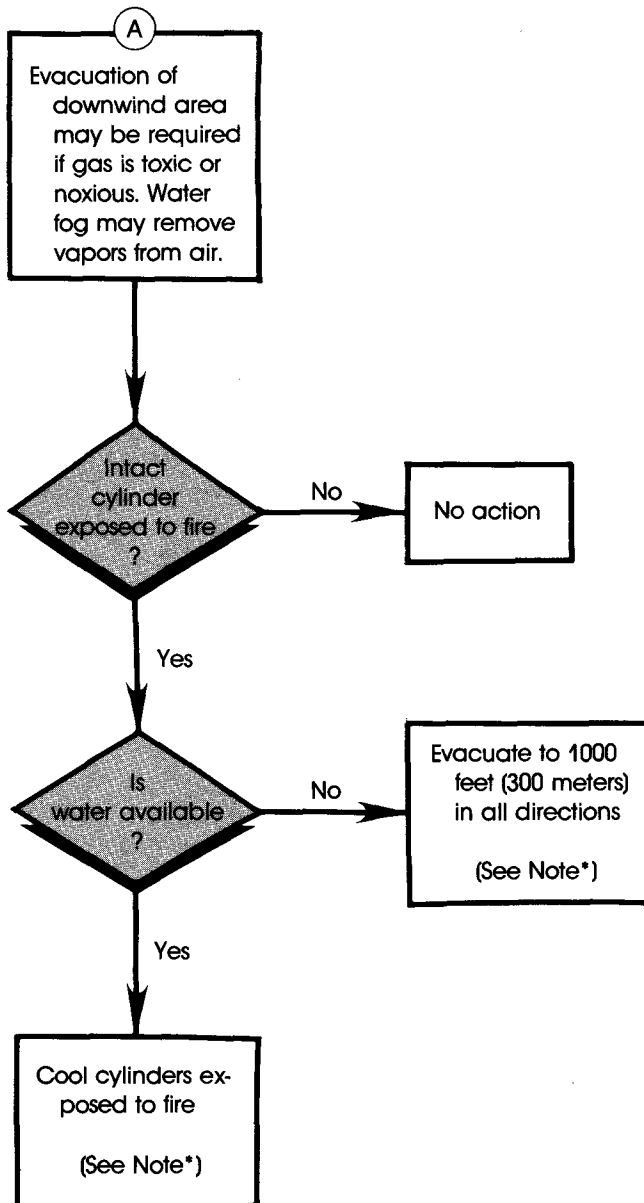 A
Evacuation of
downwind area
may be required
if gas is toxic or
noxious. Water
fog may remove
vapors from air.
Intact
cylinder
exposed to fire
?
No
No action
Yes
Is
water available
?
No
Evacuate to 1000
feet (300 meters)
in all directions
(See Note*)
Yes
Cool cylinders ex-
posed to fire
(See Note*)